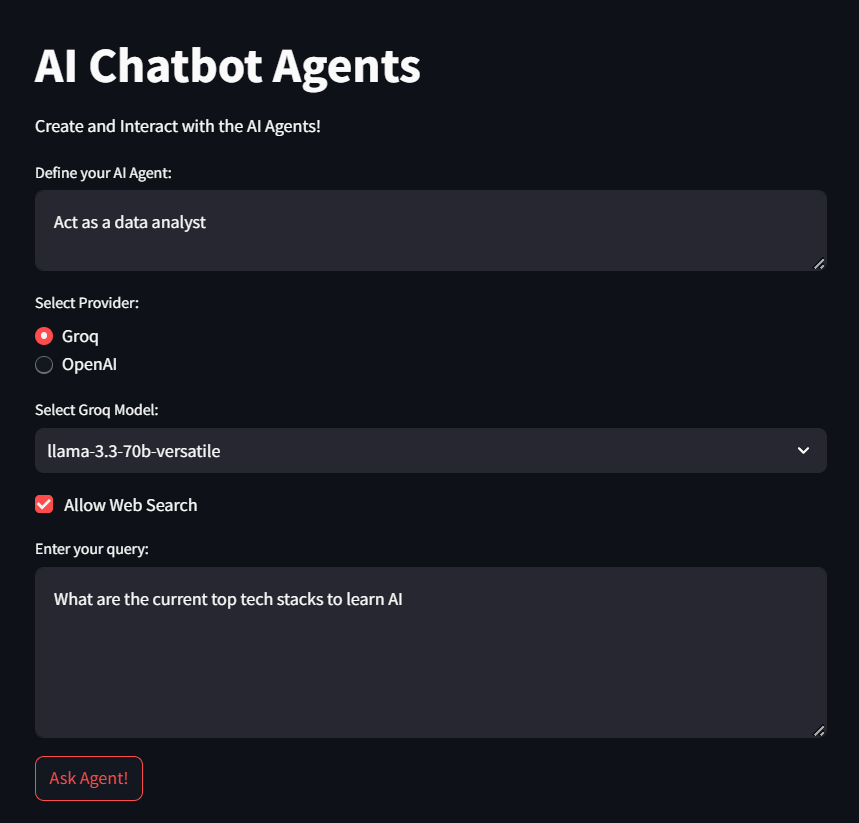 AI Chatbot Agents
Create and Interact with the AI Agents!
Define your AI Agent:
Act as a data analyst
Select Provider:
Groq
OpenAI
Select Groq Model:
llama-3.3-70b-versatile
Allow Web Search
Enter your query:
What are the current top tech stacks to learn AI
Ask Agent!